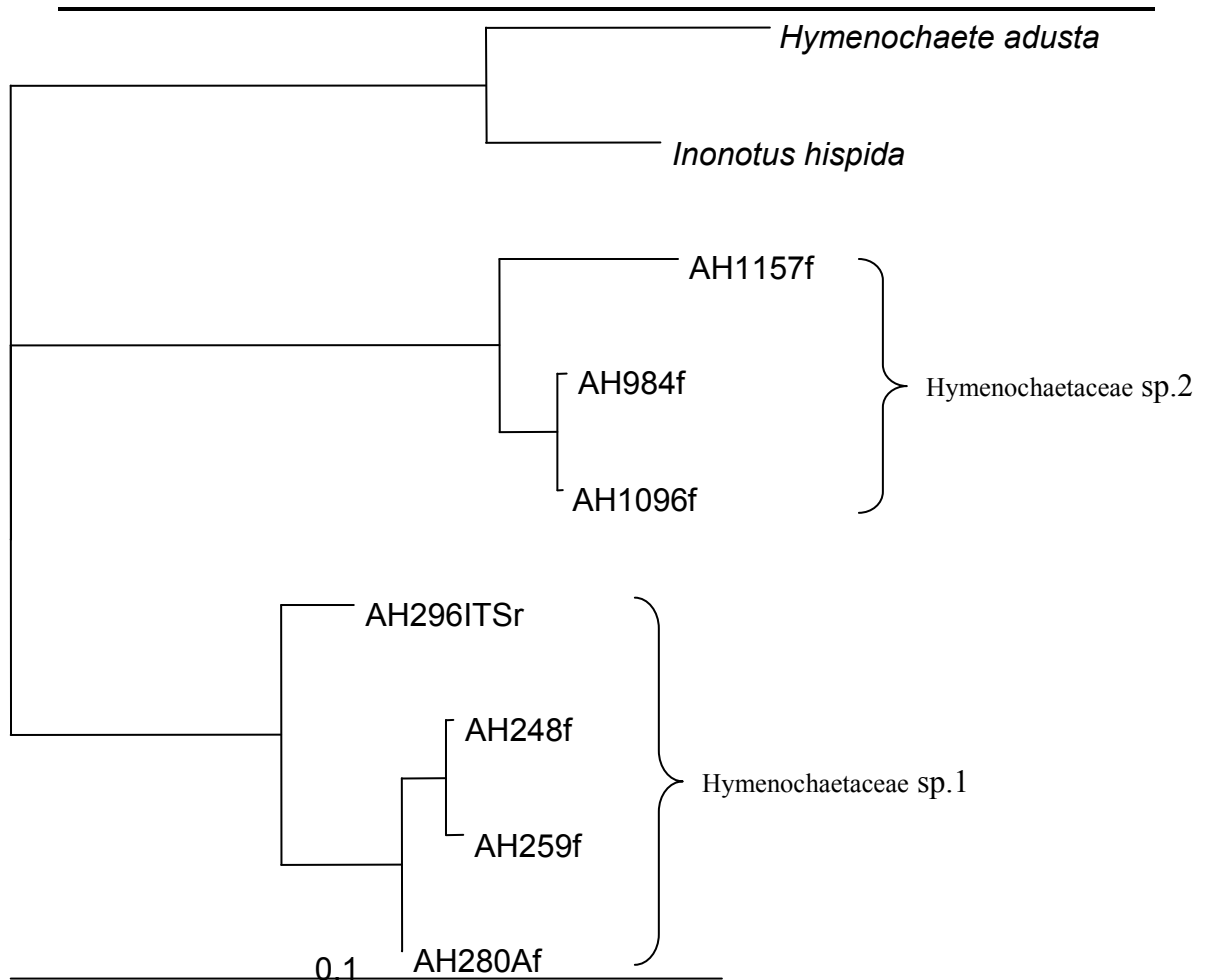 Hymenochaete adusta
Inonotus hispida
AH1157f
AH984f
Hymenochaetaceae sp.2
AH1096f
AH296ITSr
AH248f
Hymenochaetaceae sp.1
AH259f
AH280Af
0.1